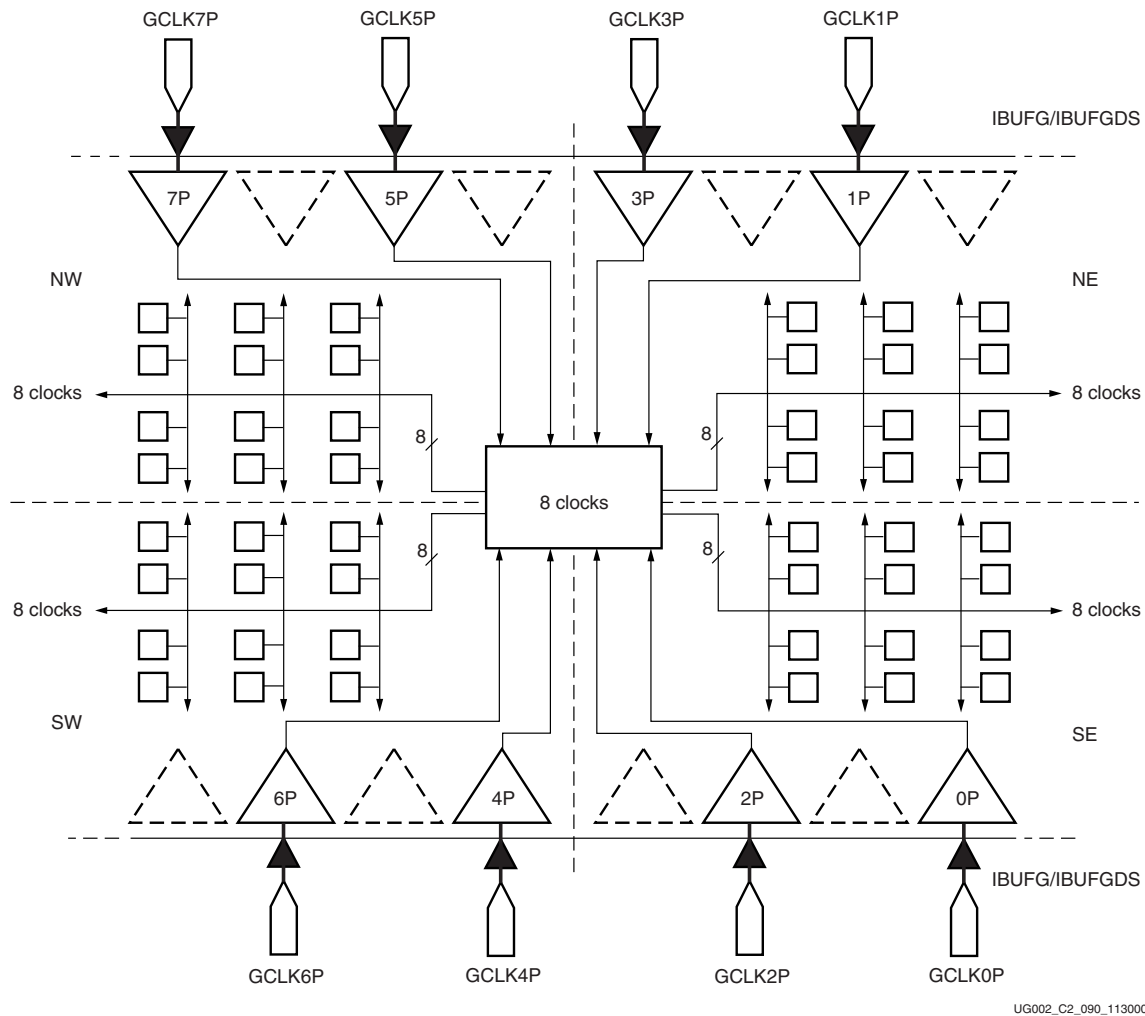 GCLK7P
GCLK5P
GCLK3P
GCLK1P
IBUFG/IBUFGDS
7P
5P
3P
1P
NW
NE
8 clocks
8
8
8 clocks
8 clocks
8 clocks
8
8
8 clocks
SW
SE
6P
4P
2P
0P
IBUFG/IBUFGDS
GCLK6P
GCLK4P
GCLK2P
GCLK0P
UG002_C2_090_113000